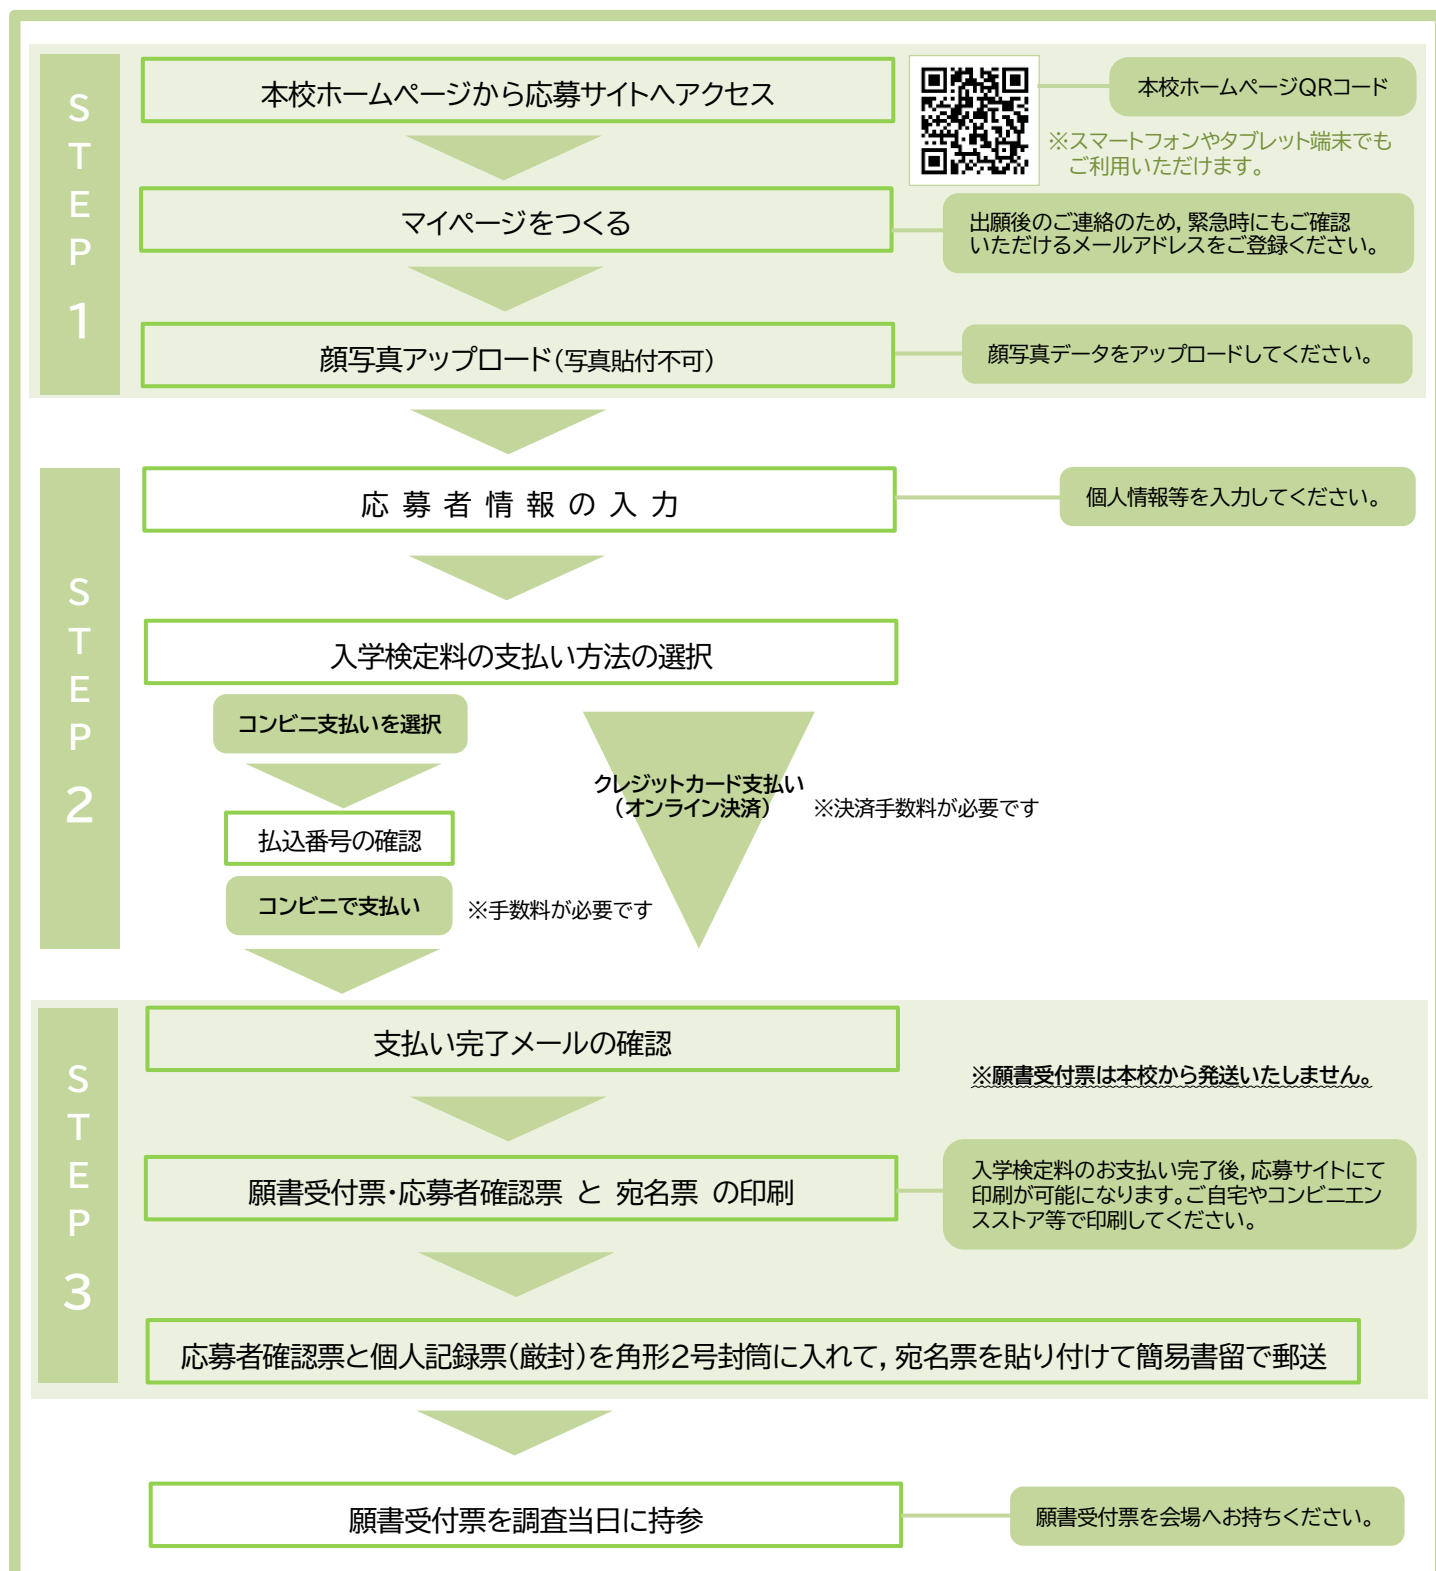 STEP1
本校ホームページから応募サイトへアクセス
本校ホームページQRコード
※スマートフォンやタブレット端末でも
ご利用いただけます。
マイページをつくる
出願後のご連絡のため,緊急時にもご確認
いただけるメールアドレスをご登録ください。
顔写真アップロード(写真貼付不可)
顔写真データをアップロードしてください。
STEP2
応募者情報の入力
個人情報等を入力してください。
入学検定料の支払い方法の選択
コンビニ支払いを選択
払込番号の確認
コンビニで支払い
※手数料が必要です
クレジットカード支払い
(オンライン決済)
※決済手数料が必要です
STEP3
支払い完了メールの確認
※願書受付票は本校から発送いたしません。
願書受付票・応募者確認票 と 宛名票 の印刷
入学検定料のお支払い完了後,応募サイトにて
印刷が可能になります。ご自宅やコンビニエン
スストア等で印刷してください。
応募者確認票と個人記録票(厳封)を角形2号封筒に入れて,宛名票を貼り付けて簡易書留で郵送
願書受付票を調査当日に持参
願書受付票を会場へお持ちください。